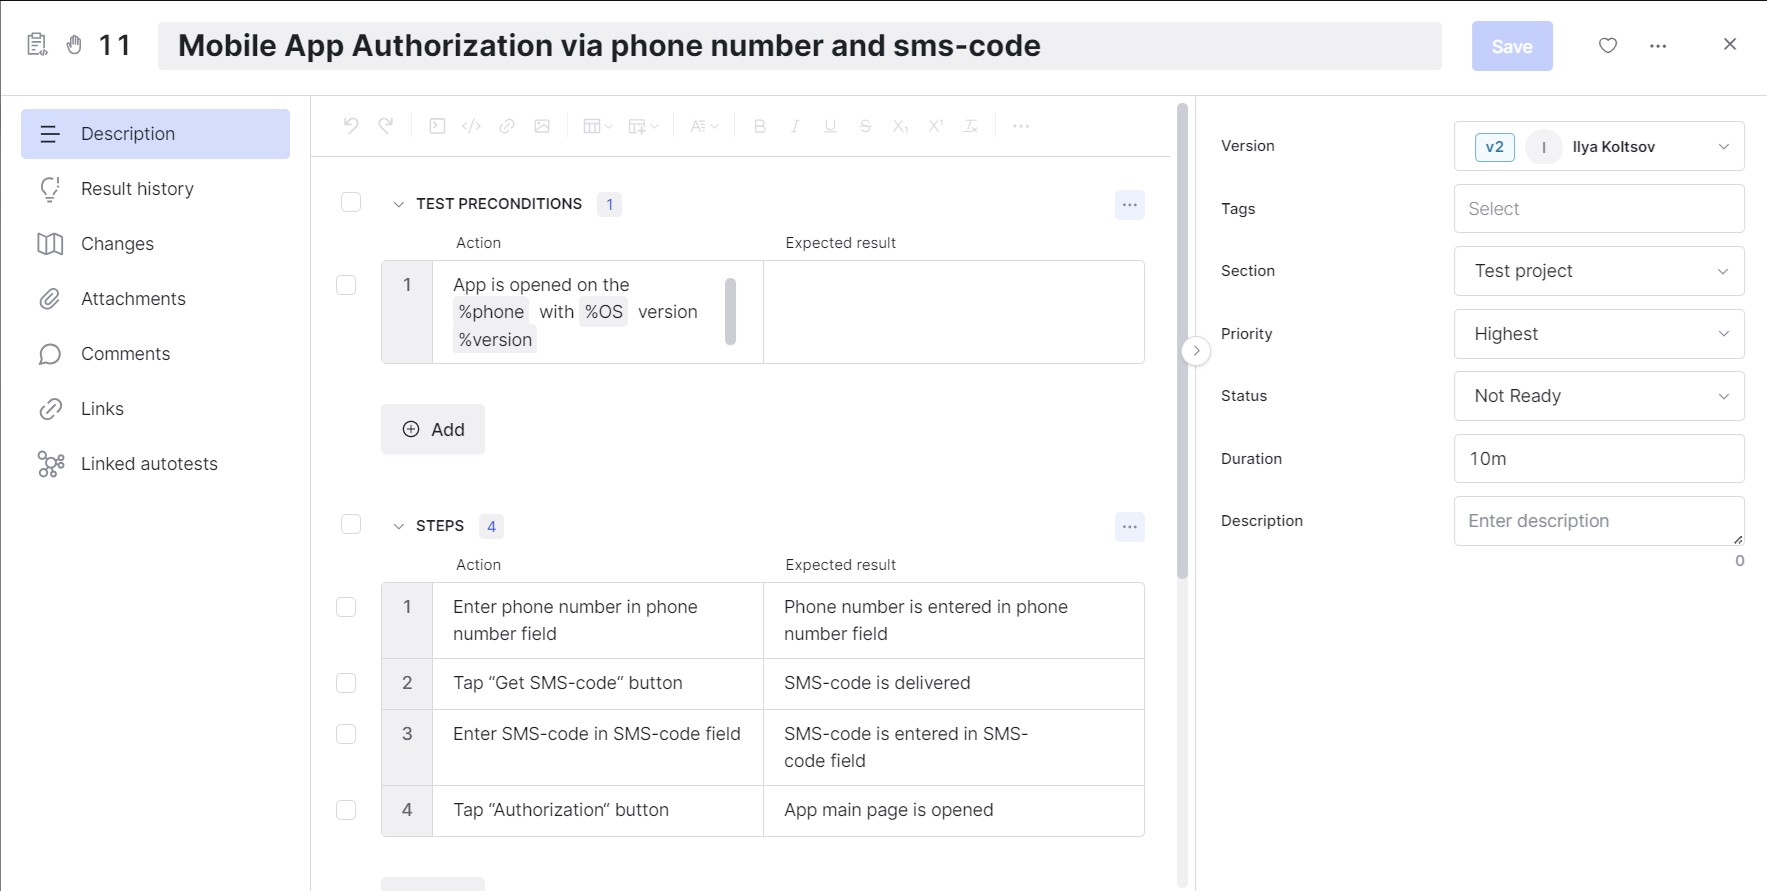 11 Mobile App Authorization via phone number and sms-code
Save
Description
Result history
Changes
Attachments
Comments
Links
Linked autotests
TEST PRECONDITIONS 1
Action Expected result
1 App is opened on the
%phone with %OS version
%version
Add
STEPS 4
Action Expected result
1 Enter phone number in phone Phone number is entered in phone
number field number field
2 Tap “Get SMS-code“ button SMS-code is delivered
3 Enter SMS-code in SMS-code field SMS-code is entered in SMS-
code field
4 Tap “Authorization“ button App main page is opened
Version v2 I Ilya Koltsov
Tags Select
Section Test project
Priority Highest
Status Not Ready
Duration 10m
Description Enter description
0